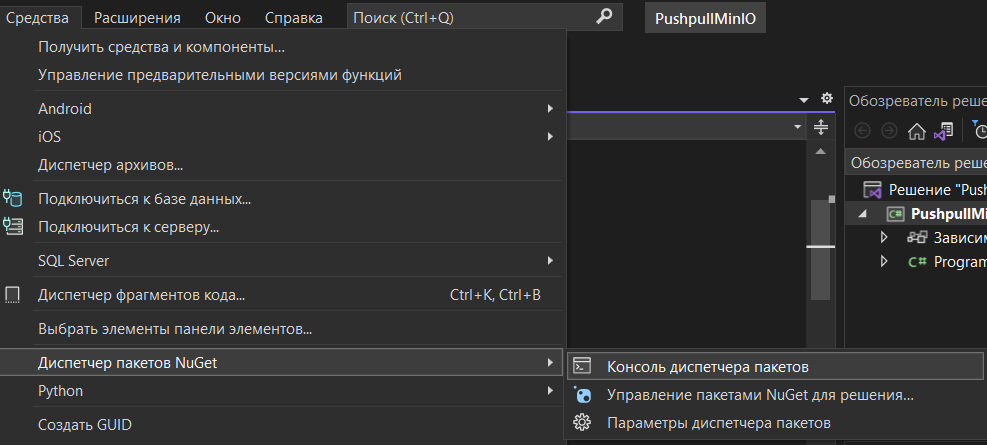 Средства Расширения Окно Справка Поиск (Ctrl+Q) PushpullMinIO
Получить средства и компоненты...
Управление предварительными версиями функций
Android
iOS
Диспетчер архивов...
Подключиться к базе данных...
Подключиться к серверу...
SQL Server
Диспетчер фрагментов кода... Ctrl+K, Ctrl+B
Выбрать элементы панели элементов...
Диспетчер пакетов NuGet
Python
Создать GUID
Консоль диспетчера пакетов
Управление пакетами NuGet для решения...
Параметры диспетчера пакетов
Обозреватель реше
Обозреватель реше
Решение "Push
C# PushpullMi
Зависим
C# Program